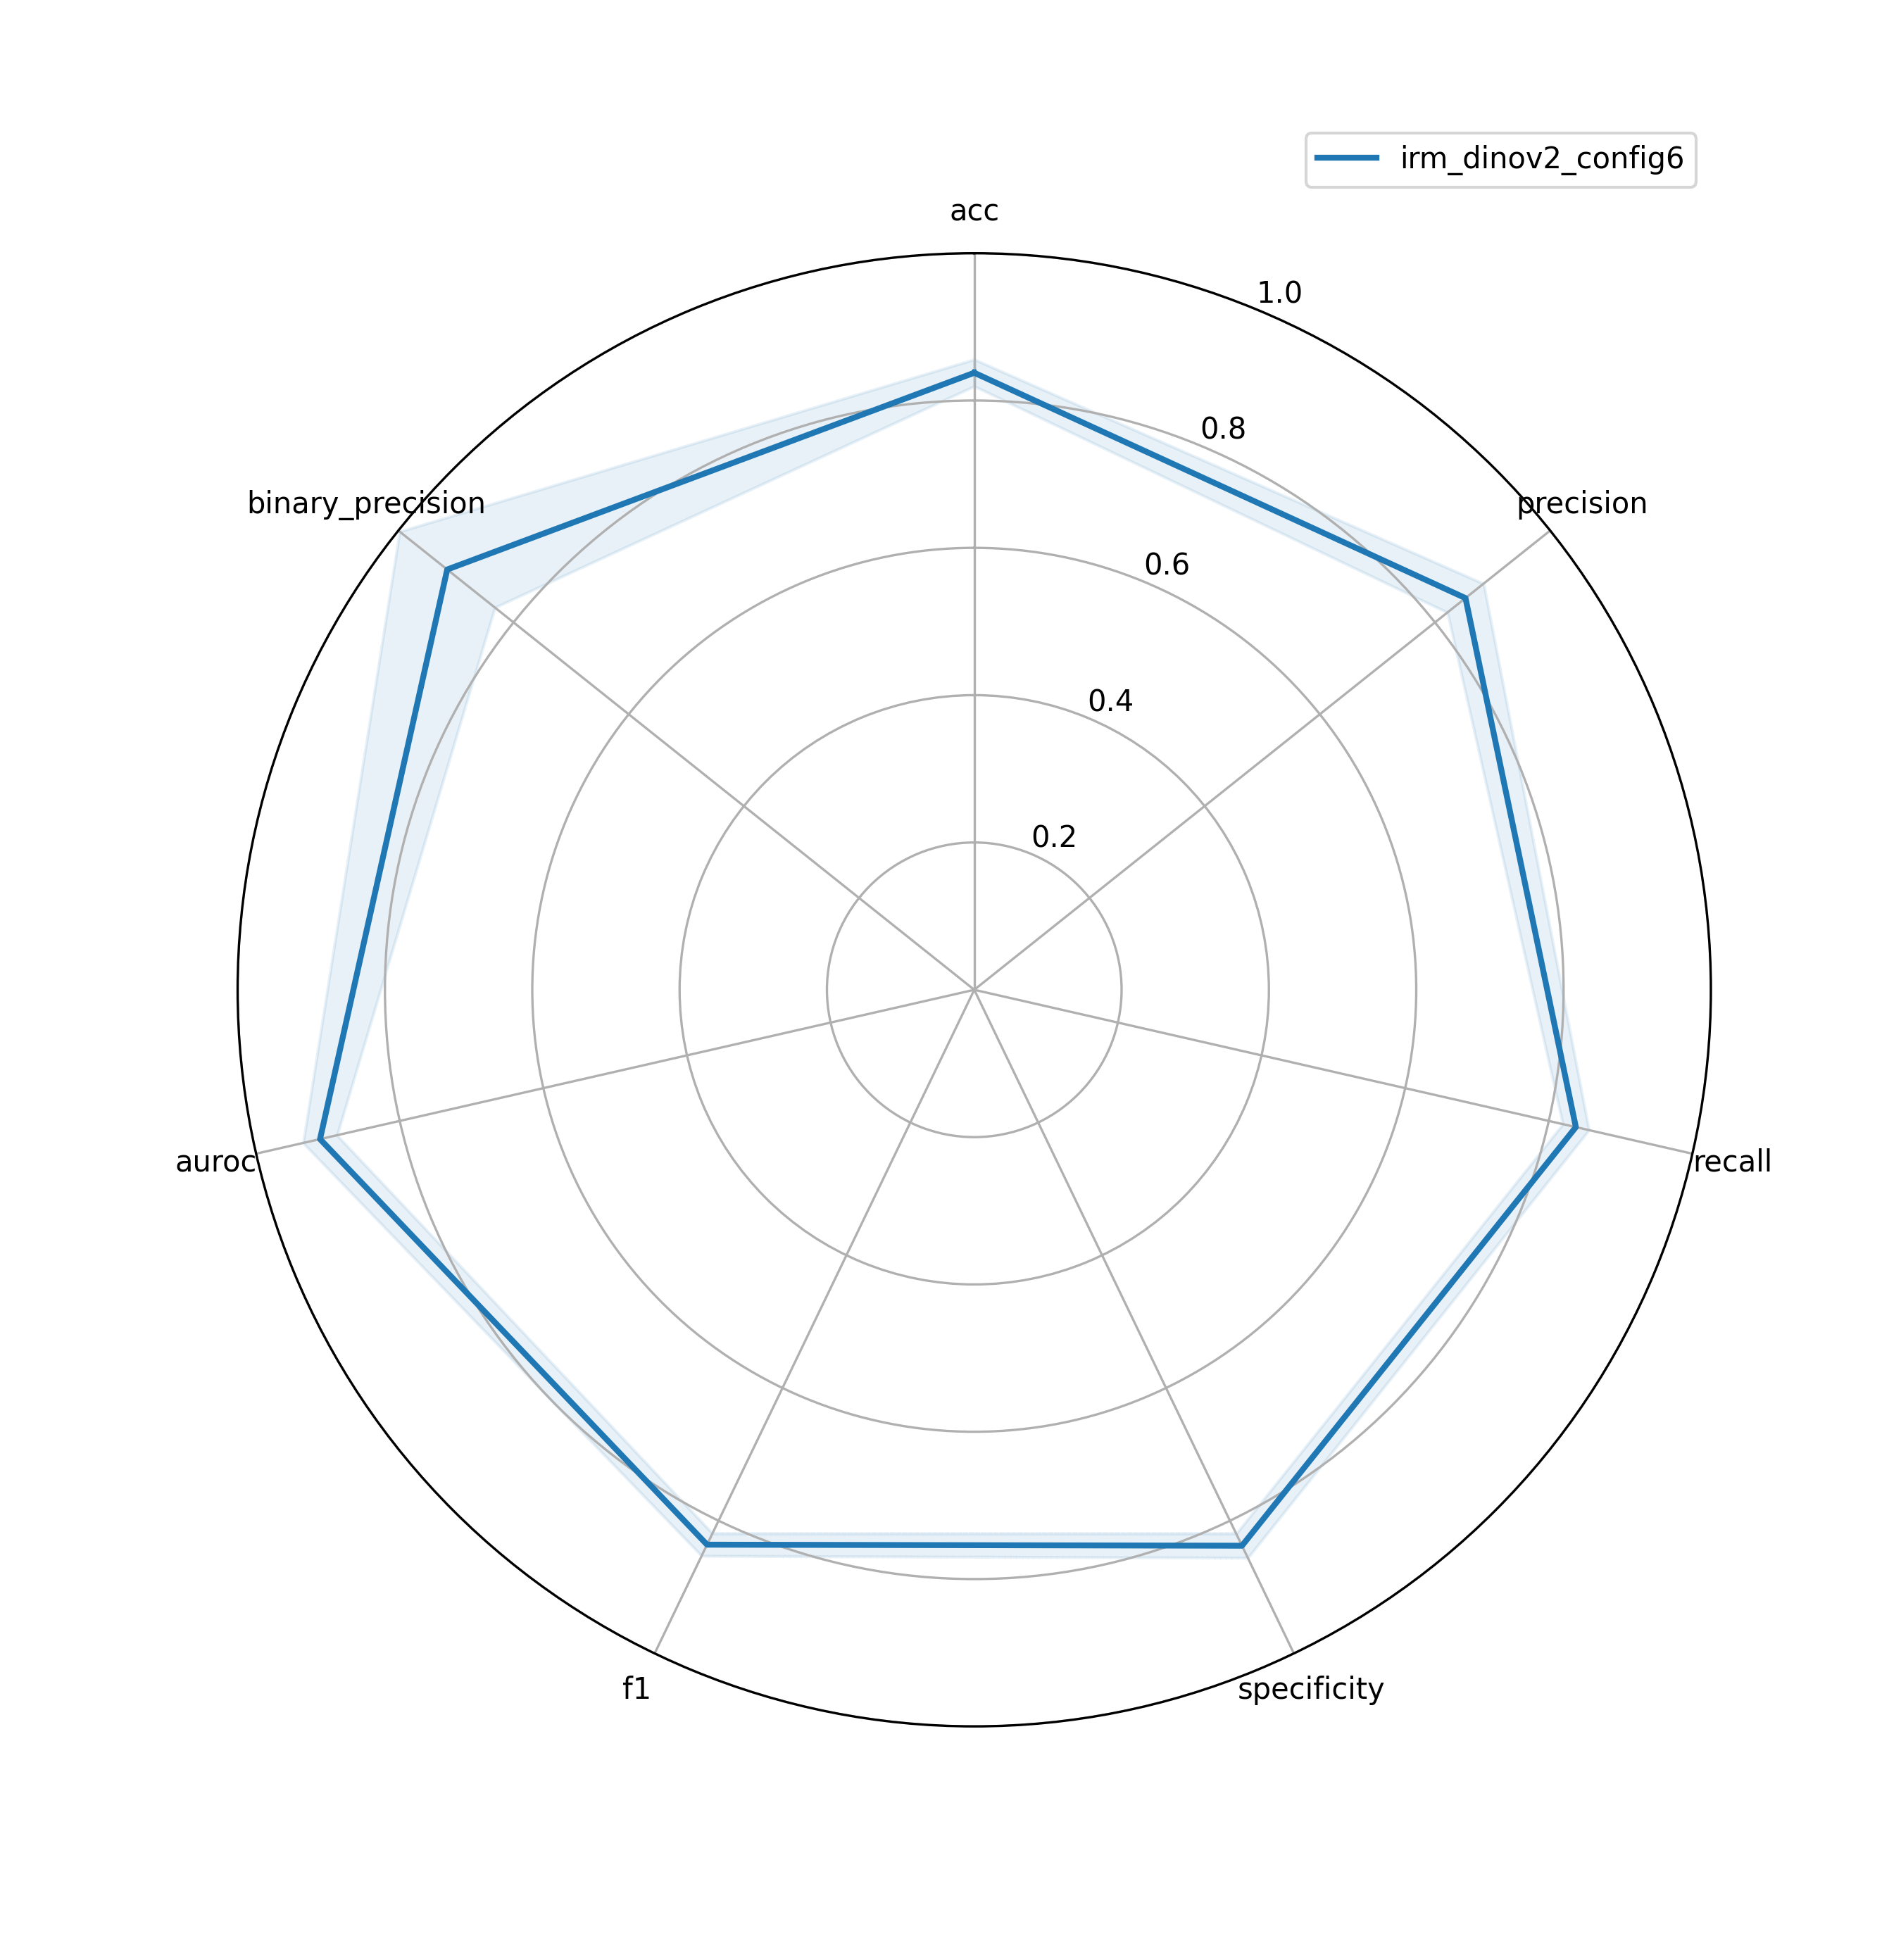 irm_dinov2_config6
acc
1.0
0.8
binary_precision
precision
0.6
0.4
0.2
auroc
recall
f1
specificity